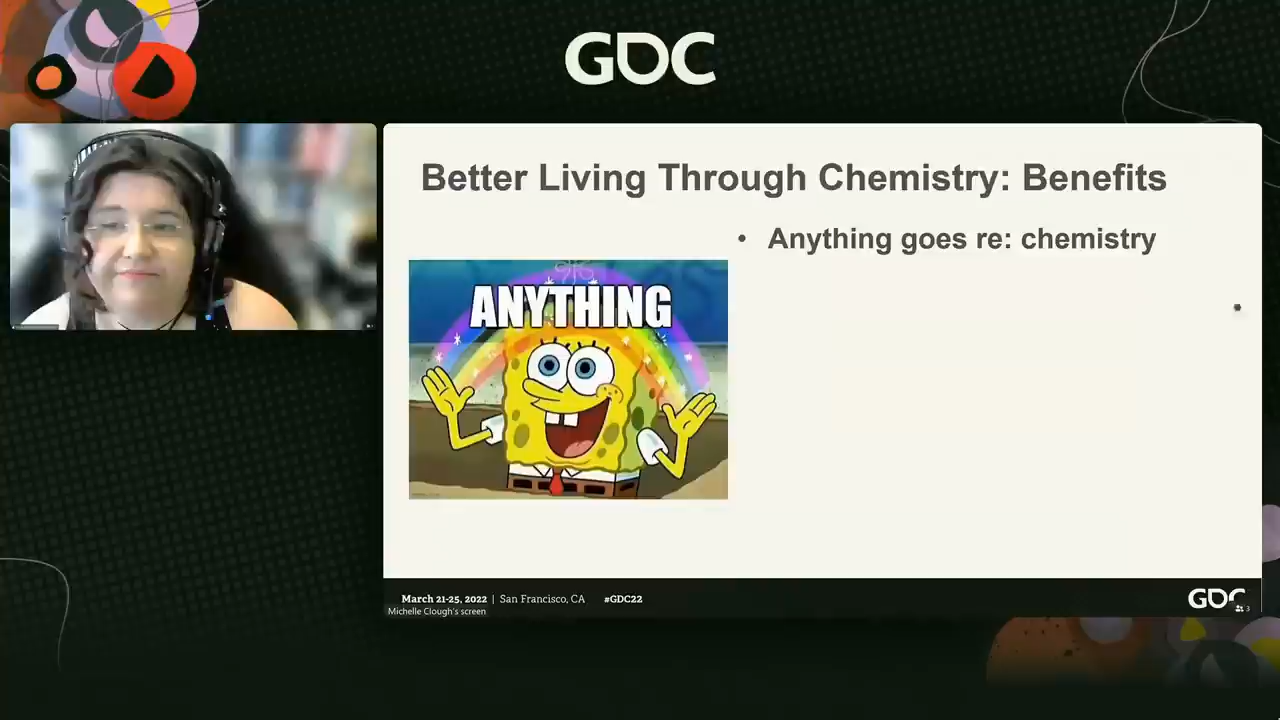 GDC
Better Living Through Chemistry: Benefits
• Anything goes re: chemistry
ANYTHING
March 21-25, 2022 | San Francisco, CA #GDC22
Michelle Clough's screen
GDC
3